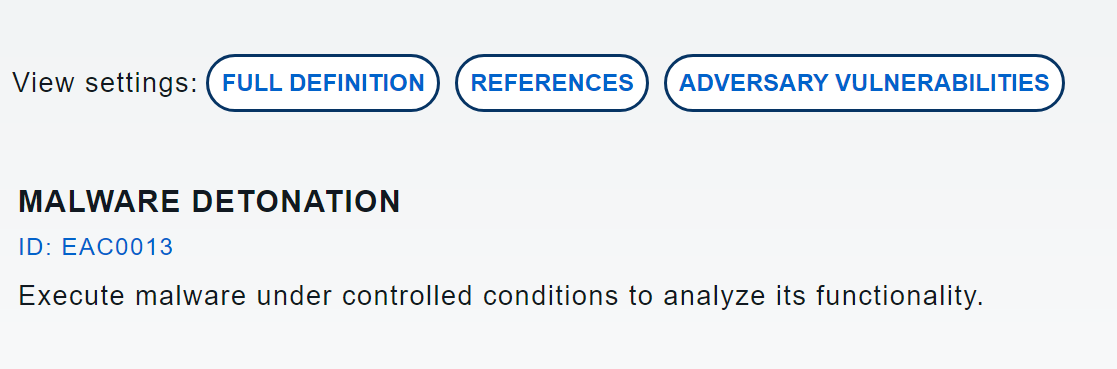 View settings: FULL DEFINITION REFERENCES ADVERSARY VULNERABILITIES
MALWARE DETONATION
ID: EAC0013
Execute malware under controlled conditions to analyze its functionality.